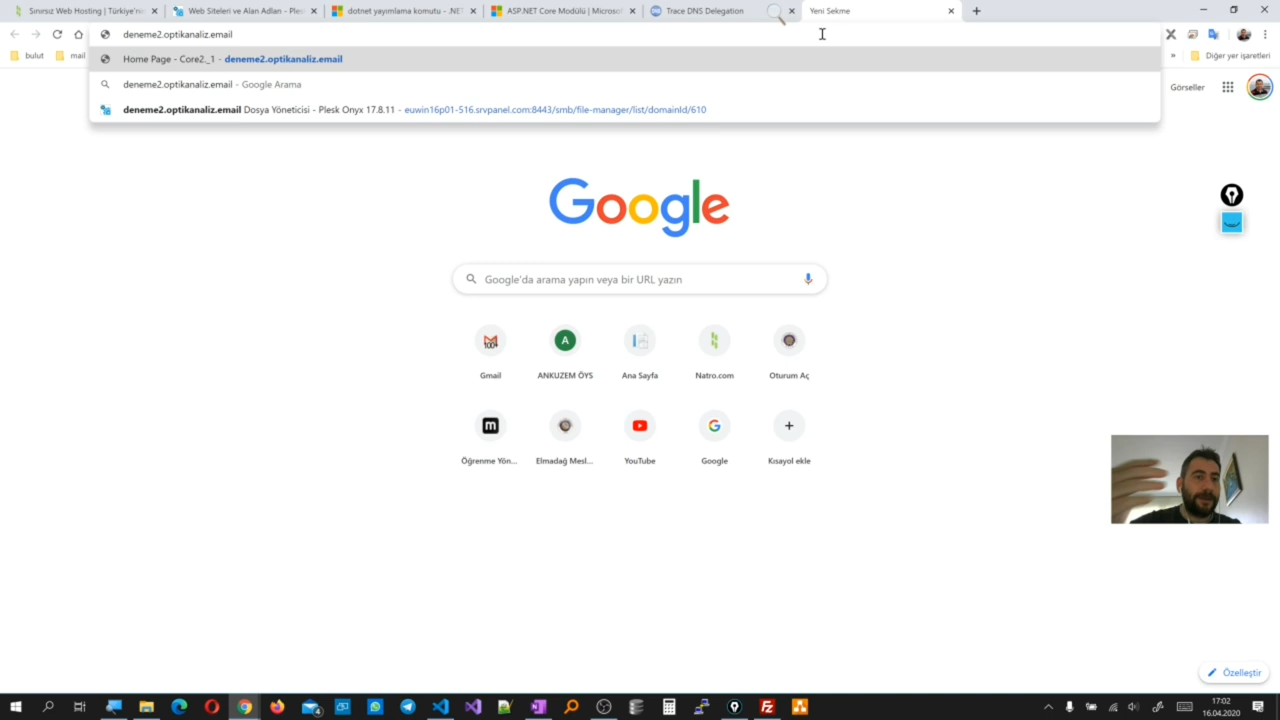 Sınırsız Web Hosting | Türkiye'nin
Web Siteleri ve Alan Adları - Ples
dotnet yayımlama komutu - .NET
ASP.NET Core Modülü | Microsof
Trace DNS Delegation
Yeni Sekme
deneme2.optikanaliz.email
bulut
mail
Diğer yer işaretleri
Home Page - Core2._1 - deneme2.optikanaliz.email
deneme2.optikanaliz.email - Google Arama
deneme2.optikanaliz.email Dosya Yöneticisi - Plesk Onyx 17.8.11 - euwin16p01-516.srvpanel.com:8443/smb/file-manager/list/domainId/610
Görseller
Google
Google'da arama yapın veya bir URL yazın
Gmail
A
ANKUZEM ÖYS
Ana Sayfa
Natro.com
Oturum Aç
m
Öğrenme Yön...
Elmadağ Mesl...
YouTube
Google
Kısayol ekle
Özelleştir
4
17:02
16.04.2020